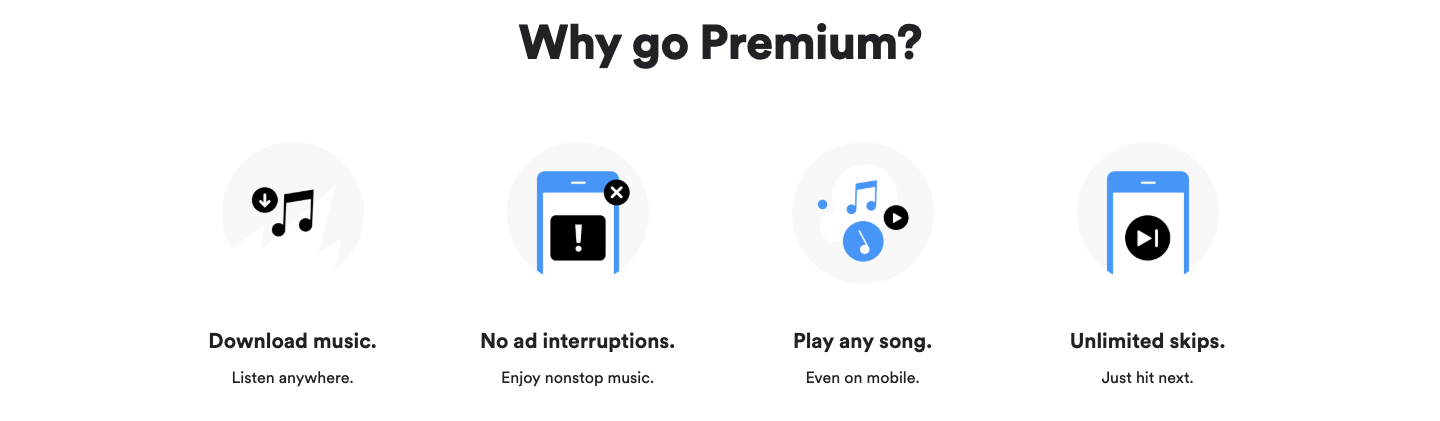 Why go Premium?
Download music.
Listen anywhere.
No ad interruptions.
Enjoy nonstop music.
Play any song.
Even on mobile.
Unlimited skips.
Just hit next.